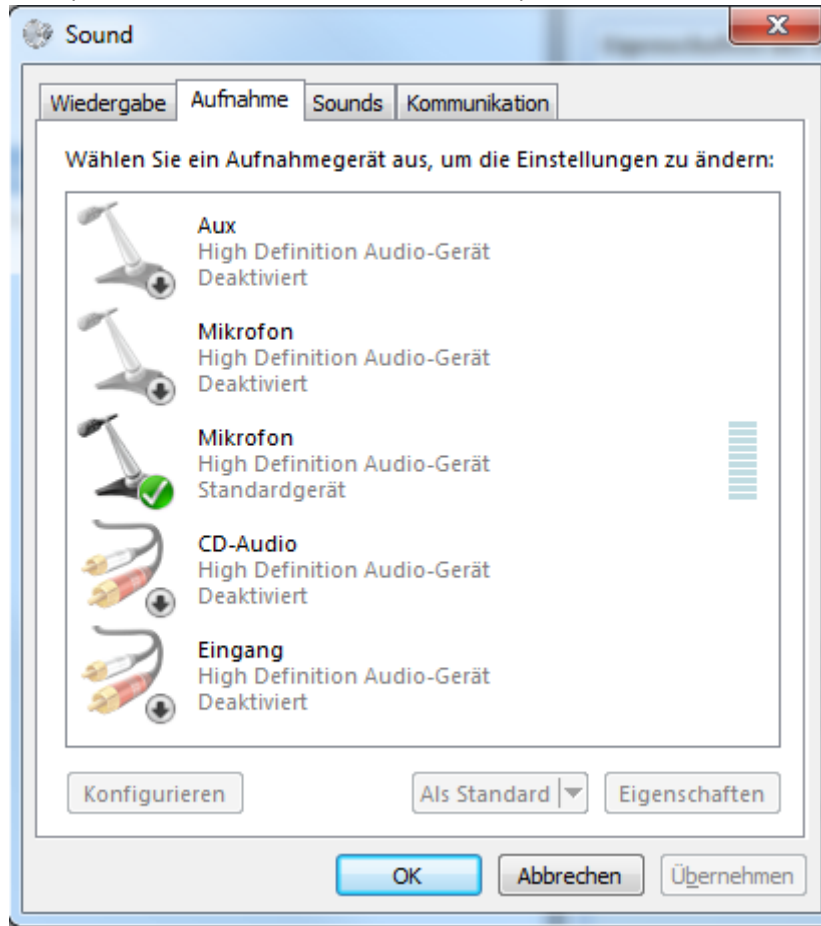 Sound
Wiedergabe Aufnahme Sounds Kommunikation
Wählen Sie ein Aufnahmegerät aus, um die Einstellungen zu ändern:
Aux
High Definition Audio-Gerät
Deaktiviert
Mikrofon
High Definition Audio-Gerät
Deaktiviert
Mikrofon
High Definition Audio-Gerät
Standardgerät
CD-Audio
High Definition Audio-Gerät
Deaktiviert
Eingang
High Definition Audio-Gerät
Deaktiviert
Konfigurieren Als Standard Eigenschaften
OK Abbrechen Übernehmen